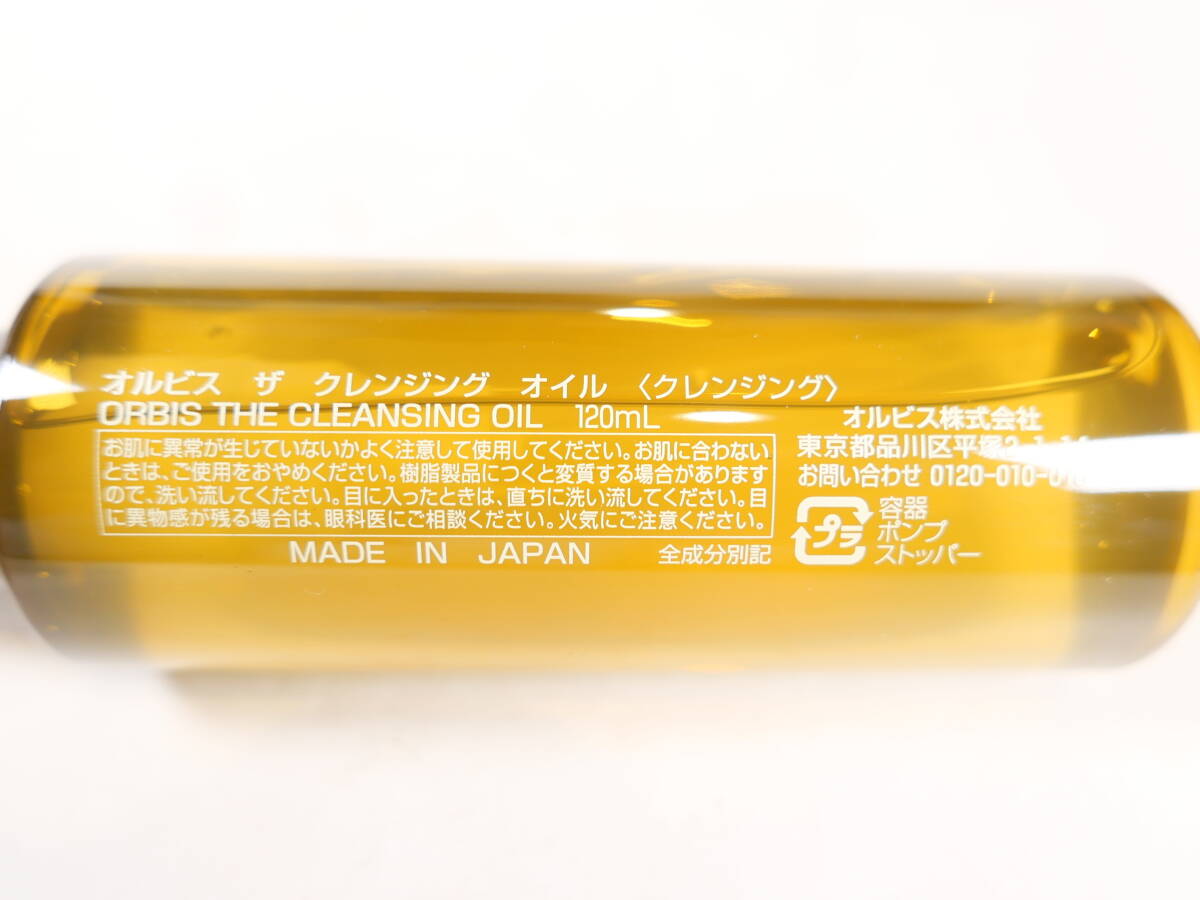 オルビス ザ クレンジング オイル 〈クレンジング〉
ORBIS THE CLEANSING OIL 120mL
お肌に異常が生じていないかよく注意して使用してください。お肌に合わない
ときは、ご使用をおやめください。樹脂製品につくと変質する場合があります
ので、洗い流してください。目に入ったときは、直ちに洗い流してください。目
に異物感が残る場合は、眼科医にご相談ください。火気にご注意ください。
MADE IN JAPAN 全成分別記
オルビス株式会社
東京都品川区平塚
お問い合わせ
プラ
容器
ポンプ
ストッパー